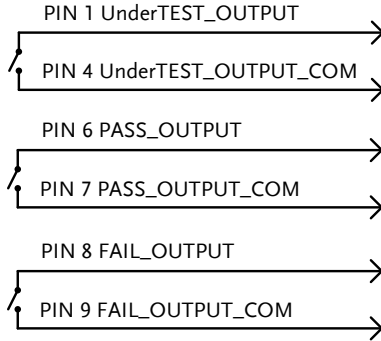 PIN 1 UnderTEST_OUTPUT
PIN 4 UnderTEST_OUTPUT_COM
PIN 6 PASS_OUTPUT
PIN 7 PASS_OUTPUT_COM
PIN 8 FAIL_OUTPUT
PIN 9 FAIL_OUTPUT_COM